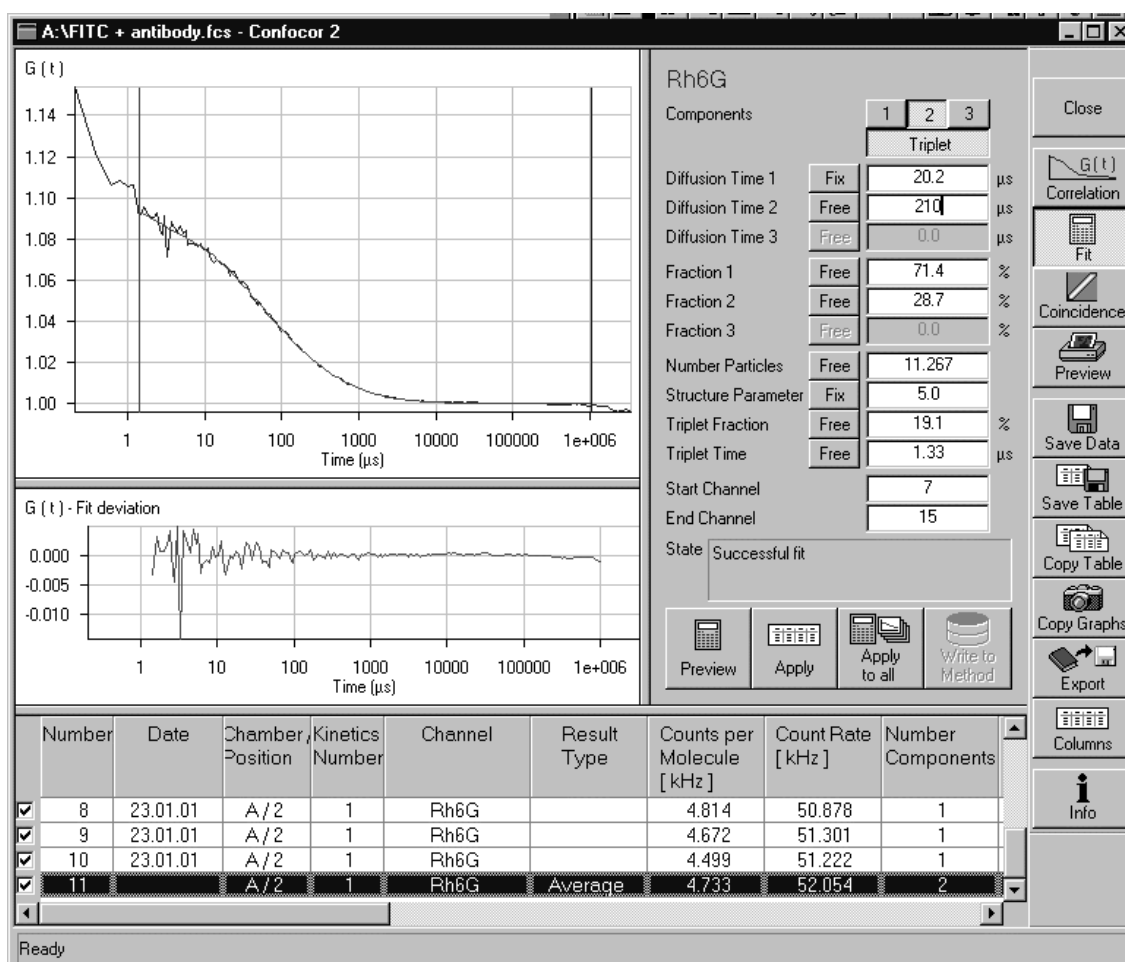 A:\FITC + antibody.fcs - Confocor 2
G ( t )
1.14
1.12
1.10
1.08
1.06
1.04
1.02
1.00
1 10 100 1000 10000 100000 1e+006
Time (µs)
G ( t ) - Fit deviation
0.000
-0.005
-0.010
1 10 100 1000 10000 100000 1e+006
Time (µs)
Rh6G
Components 1 2 3
Triplet
Diffusion Time 1 Fix 20.2 µs
Diffusion Time 2 Free 210 µs
Diffusion Time 3 Free 0.0 µs
Fraction 1 Free 71.4 %
Fraction 2 Free 28.7 %
Fraction 3 Free 0.0 %
Number Particles Free 11.267
Structure Parameter Fix 5.0
Triplet Fraction Free 19.1 %
Triplet Time Free 1.33 µs
Start Channel 7
End Channel 15
State Successful fit
Preview
Apply
Apply
to all
Write to
Method
Close
G(t)
Correlation
Fit
Coincidence
Preview
Save Data
Save Table
Copy Table
Copy Graphs
Export
Columns
Info
Number Date Chamber / Kinetics Channel Result Counts per Count Rate Number
Position Number Type Molecule [ kHz ] Components
[ kHz ]
8 23.01.01 A / 2 1 Rh6G 4.814 50.878 1
9 23.01.01 A / 2 1 Rh6G 4.672 51.301 1
10 23.01.01 A / 2 1 Rh6G 4.499 51.222 1
11 A / 2 1 Rh6G Average 4.733 52.054 2
Ready